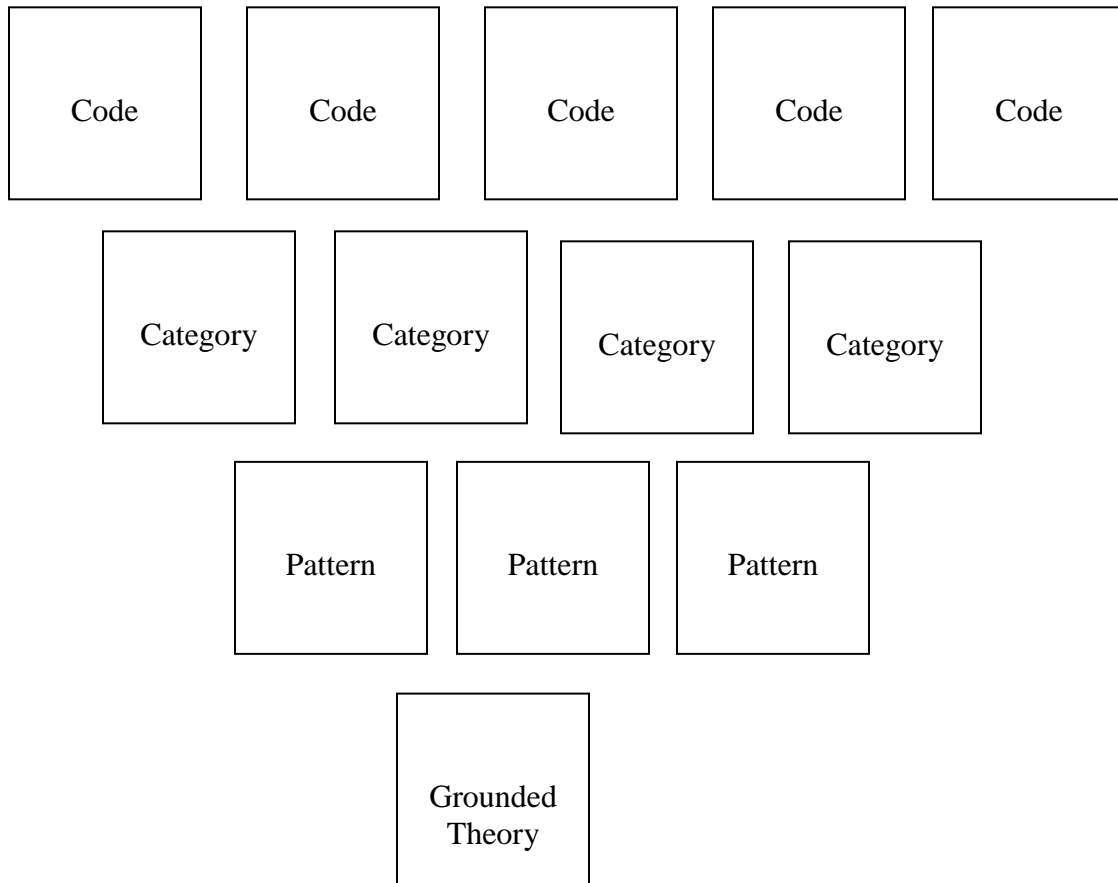 Code Code Code Code Code
Category Category Category Category
Pattern Pattern Pattern
Grounded
Theory